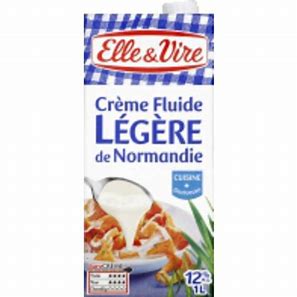 Elle & Vire
Crème Fluide
LÉGÈRE
de Normandie
CUISINE
+
12%
1L